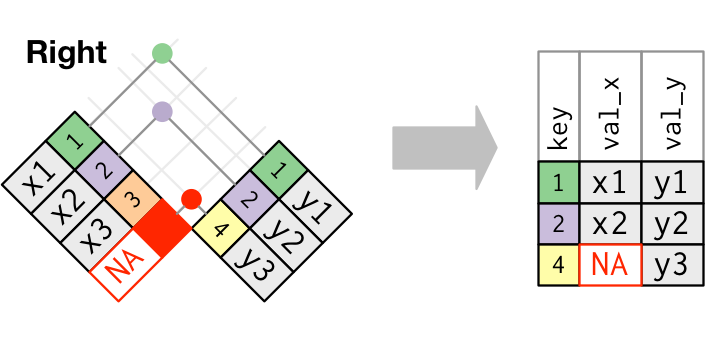 Right
1
x1
2
x2
3
x3
NA
1
y1
2
y2
4
y3
key val_x val_y
1 x1 y1
2 x2 y2
4 NA y3